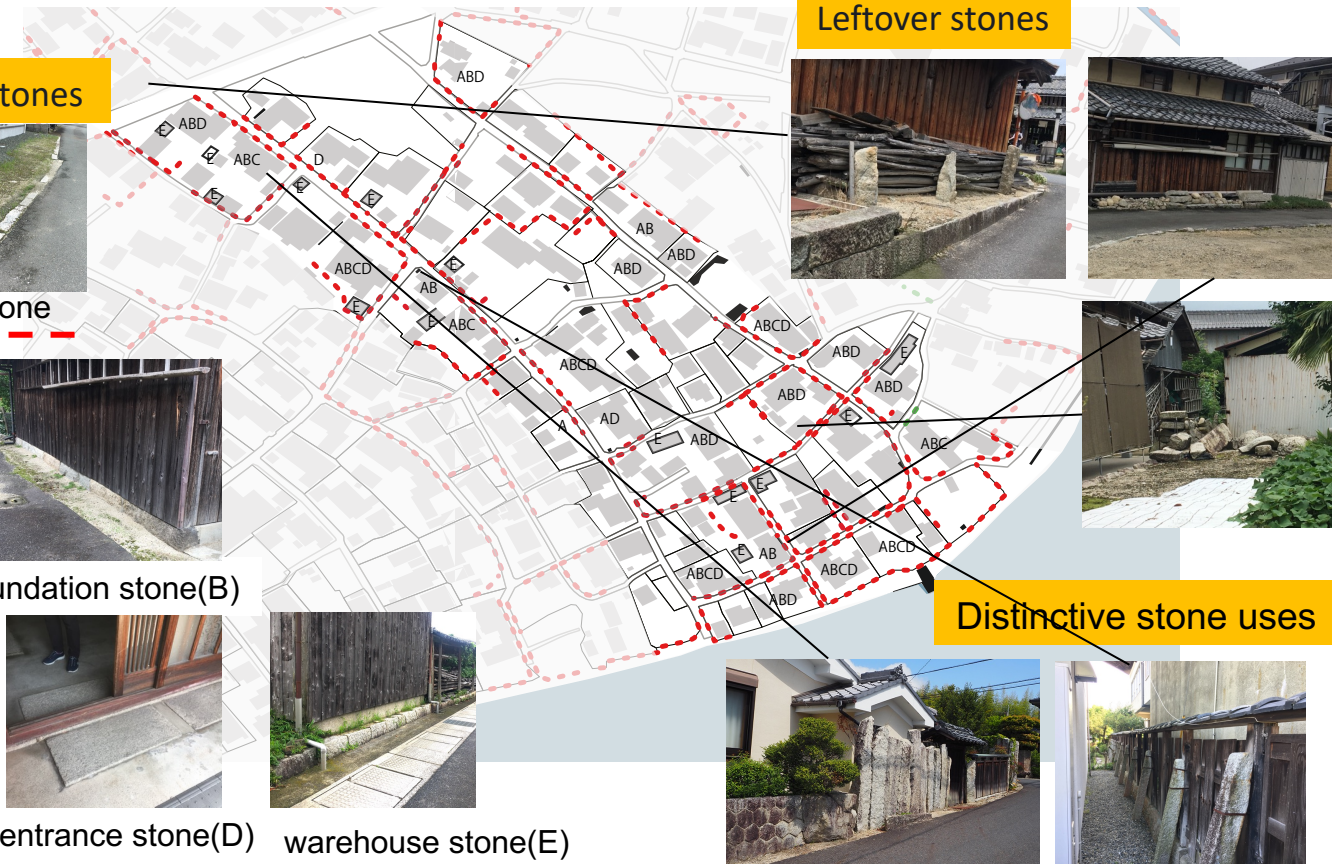 Leftover stones
tones
one
undation stone(B)
entrance stone(D)
warehouse stone(E)
Distinctive stone uses
ABD
ABD
E
E
ABC
D
E
E
E
AB
ABD
ABD
ABCD
E
AB
E
E
ABC
ABCD
ABCD
ABD
E
ABD
ABD
E
A
AD
E
ABD
ABC
E
E
E
AB
ABCD
ABCD
ABCD
ABD